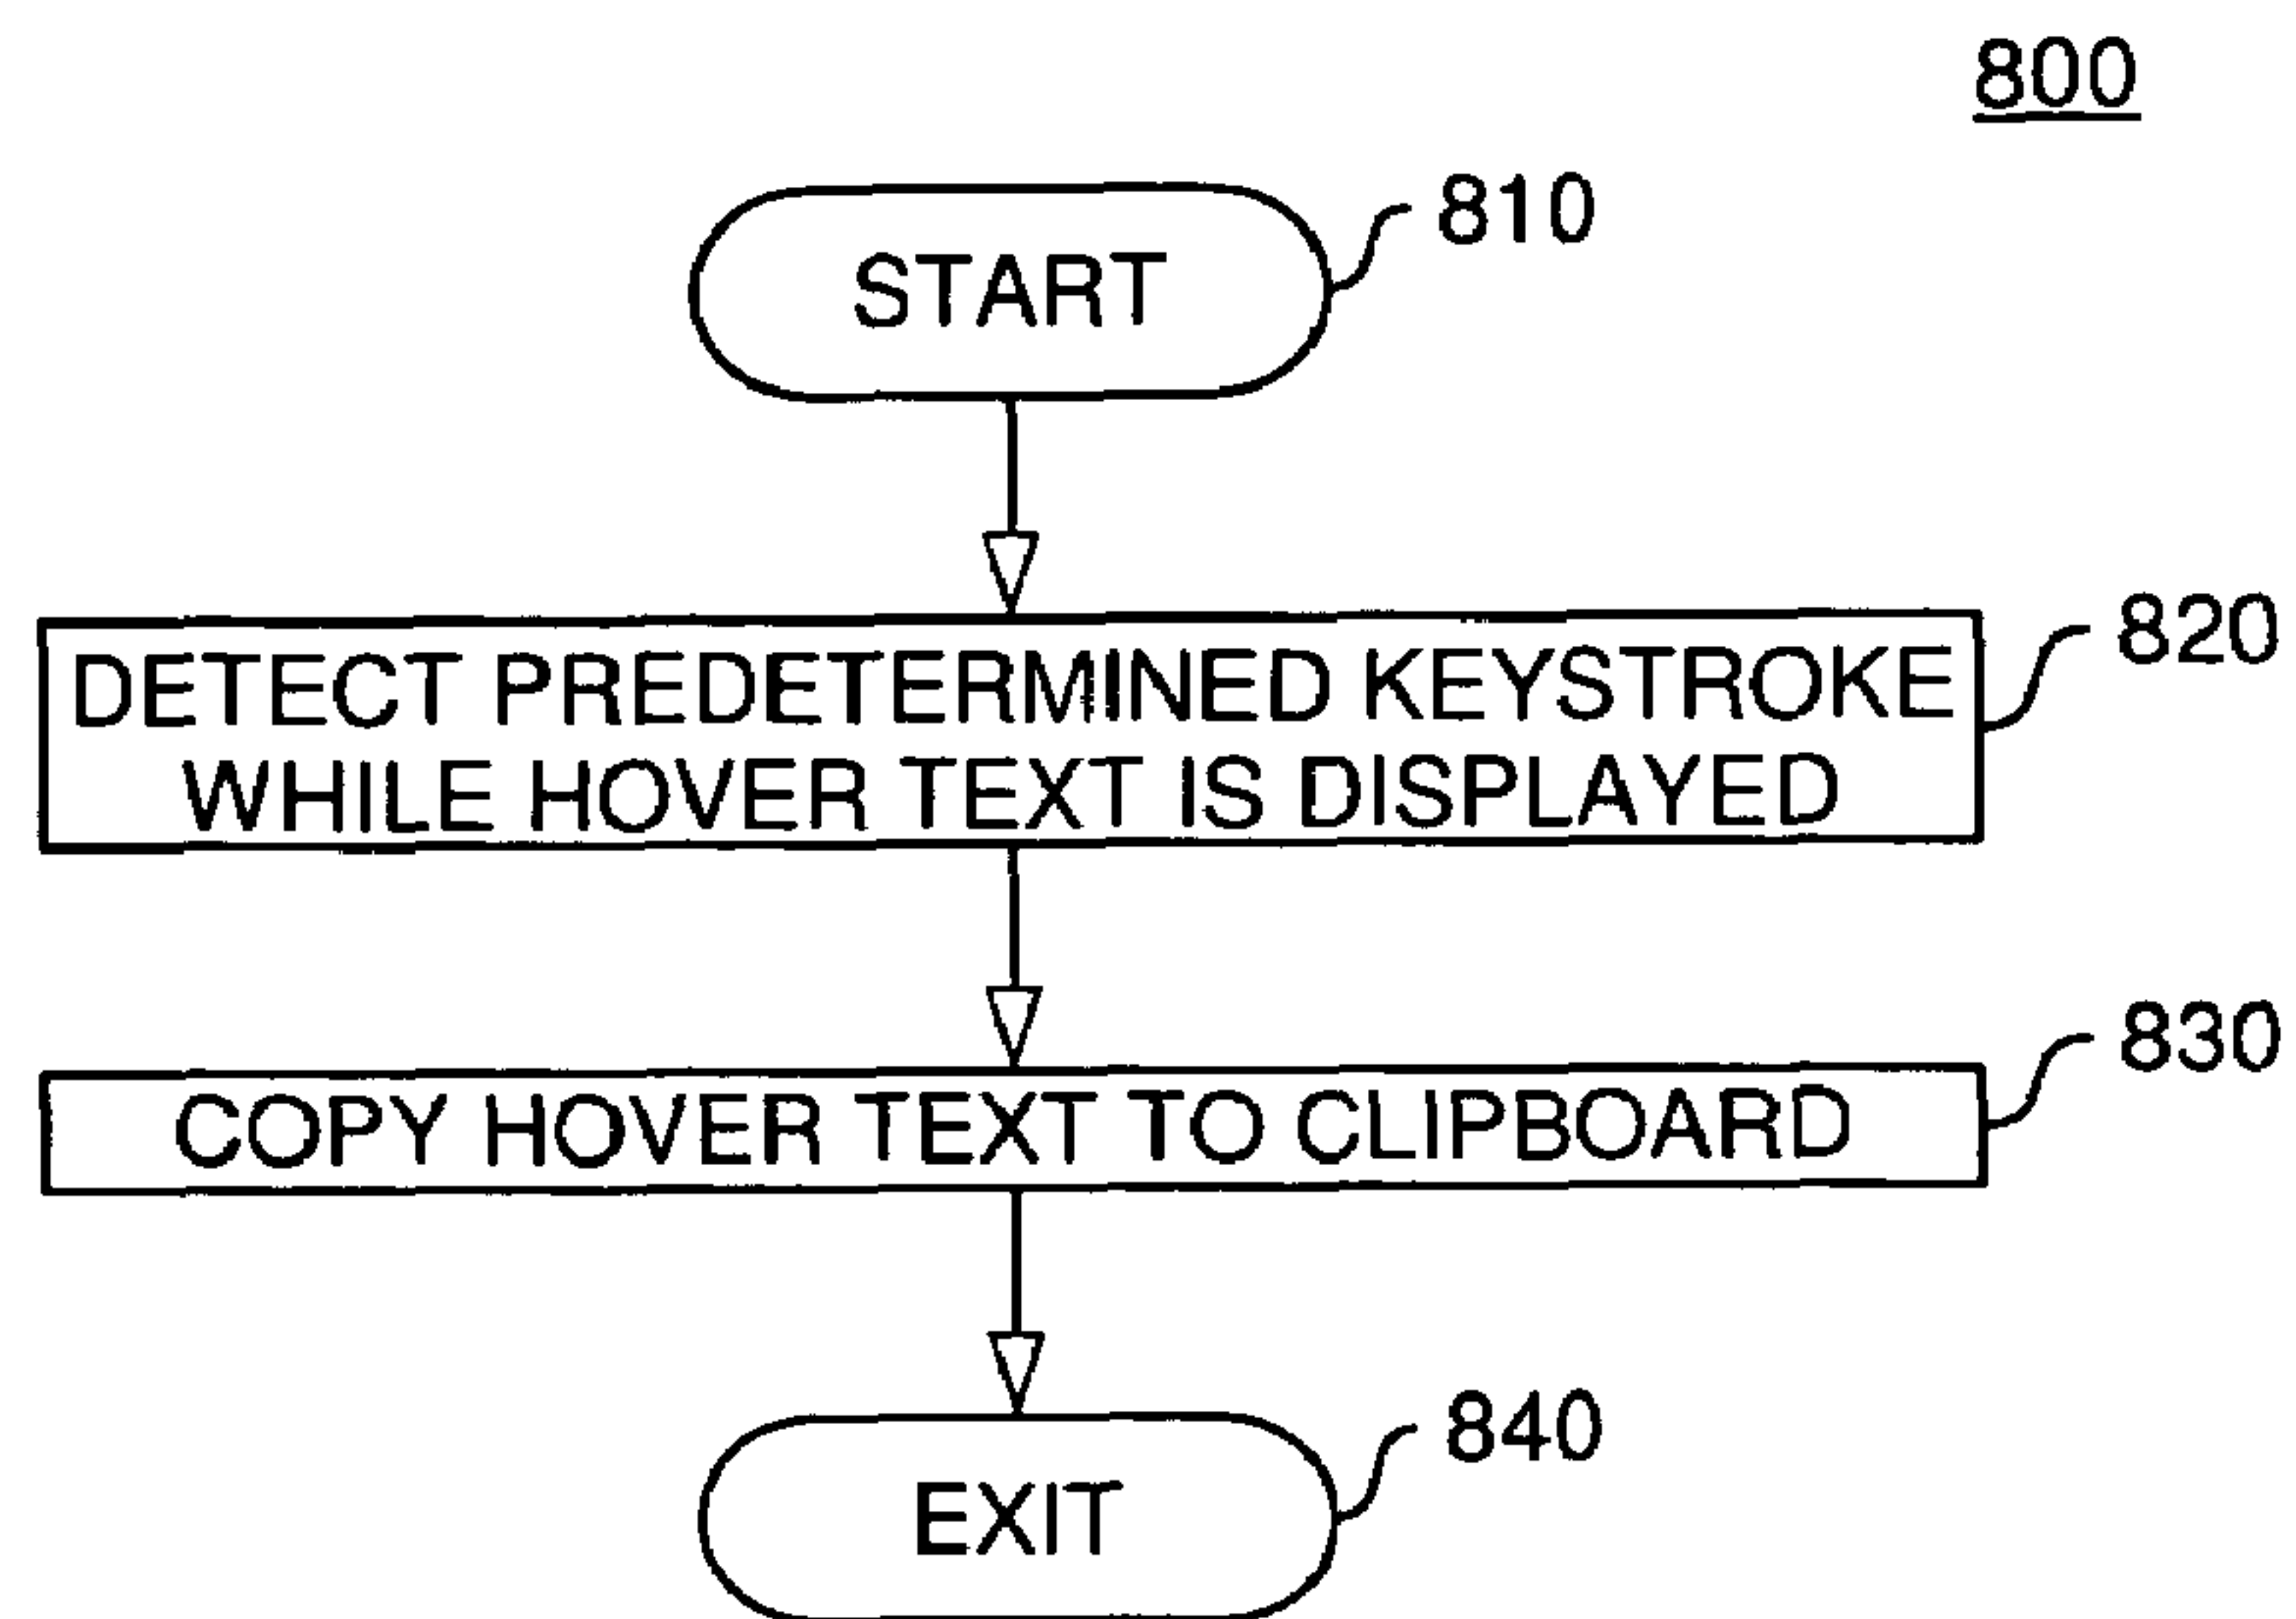 800
START
810
DETECT PREDETERMINED KEYSTROKE
WHILE HOVER TEXT IS DISPLAYED
820
COPY HOVER TEXT TO CLIPBOARD
830
EXIT
840